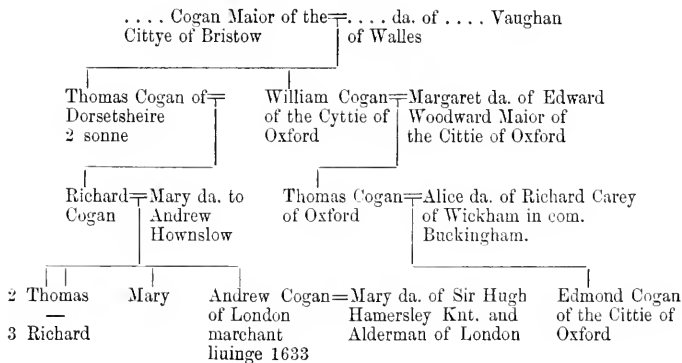 .... Cogan Maior of the = .... da. of .... Vaughan
Cittye of Bristow of Walles
Thomas Cogan of = William Cogan = Margaret da. of Edward
Dorsetsheire of the Cyttie of Woodward Maior of
2 sonne Oxford the Cittie of Oxford
Richard = Mary da. to Thomas Cogan = Alice da. of Richard Carey
Cogan Andrew of Oxford of Wickham in com.
Hownslow Buckingham.
2 Thomas Mary Andrew Cogan = Mary da. of Sir Hugh Edmond Cogan
— of London Hamersley Knt. and of the Cittie of
3 Richard marchant Alderman of London Oxford
liuinge 1633